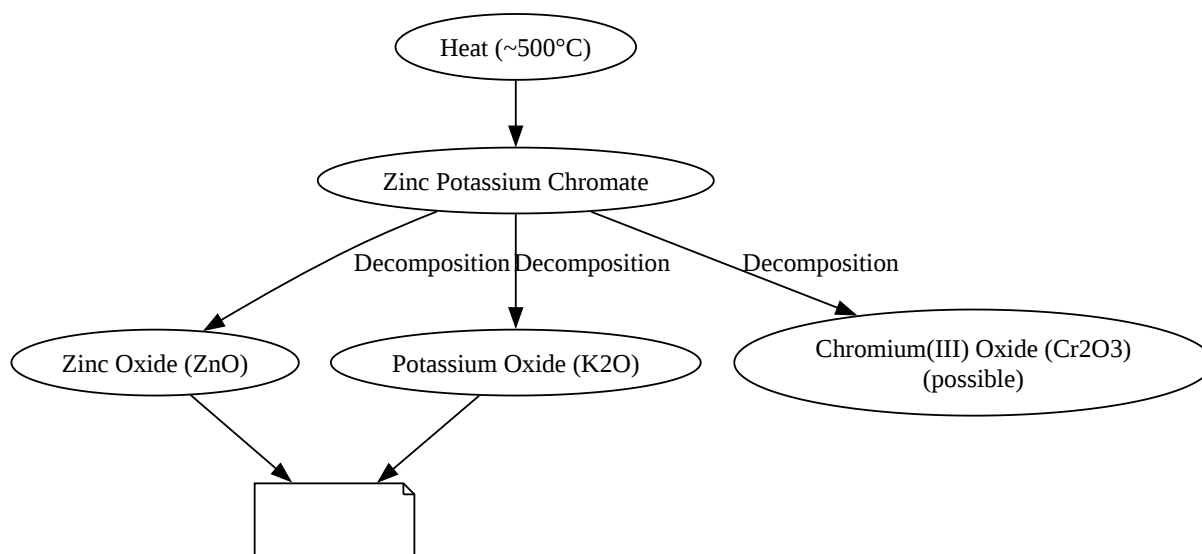 Heat (~500°C)
Zinc Potassium Chromate
Decomposition
Decomposition
Decomposition
Zinc Oxide (ZnO)
Potassium Oxide (K2O)
Chromium(III) Oxide (Cr2O3)
(possible)